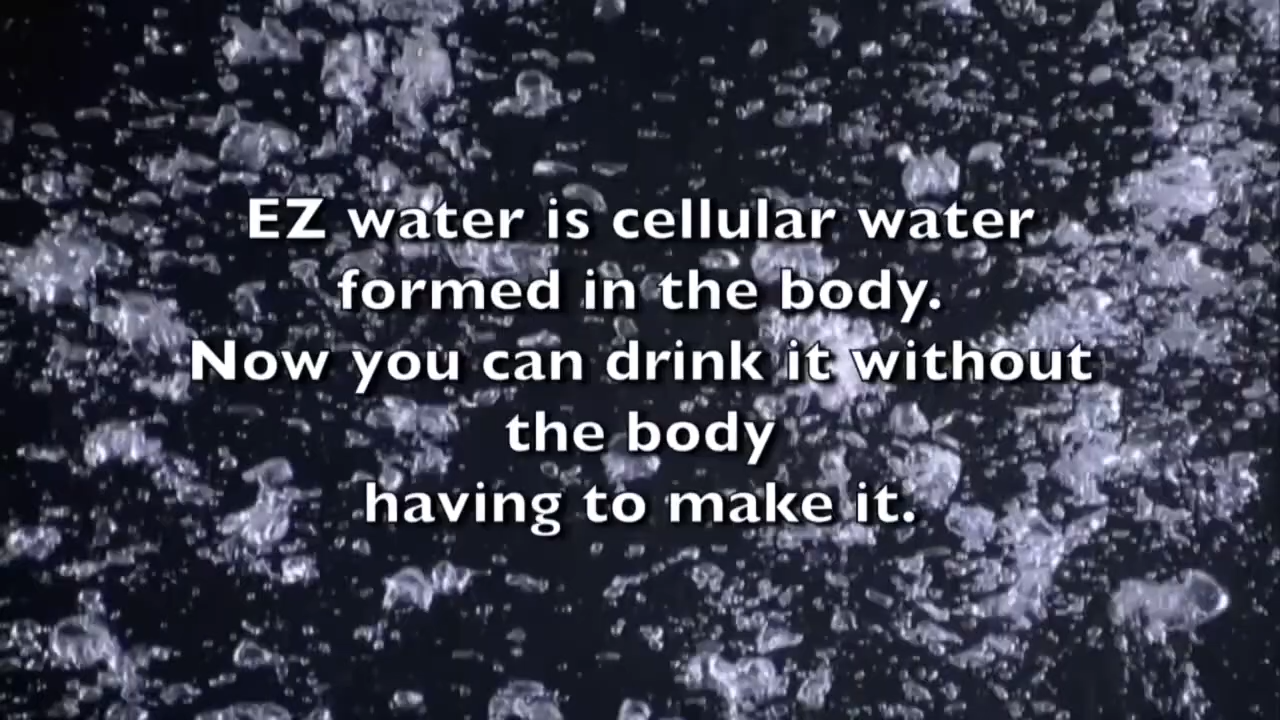 EZ water is cellular water
formed in the body.
Now you can drink it without
the body
having to make it.